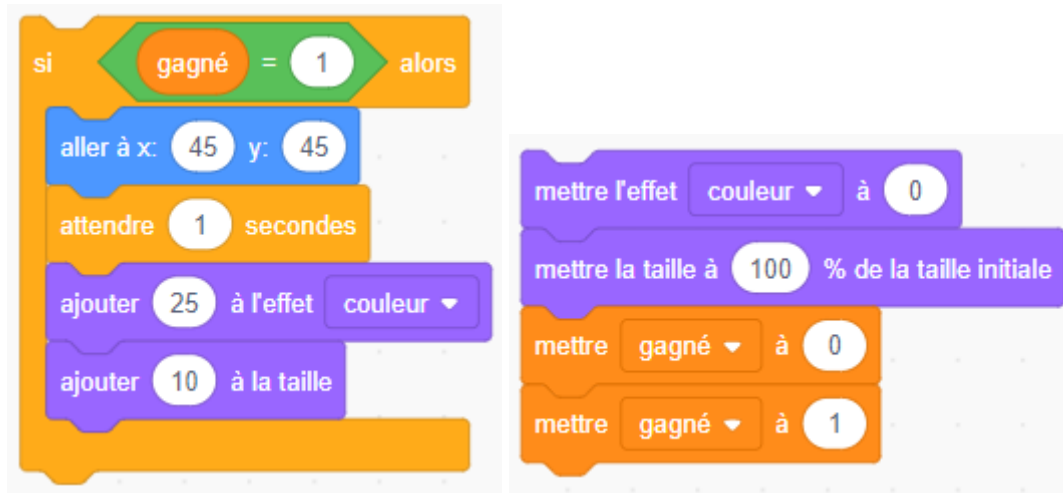 si gagné = 1 alors
aller à x: 45 y: 45
attendre 1 secondes
ajouter 25 à l'effet couleur
ajouter 10 à la taille
mettre l'effet couleur à 0
mettre la taille à 100 % de la taille initiale
mettre gagné à 0
mettre gagné à 1